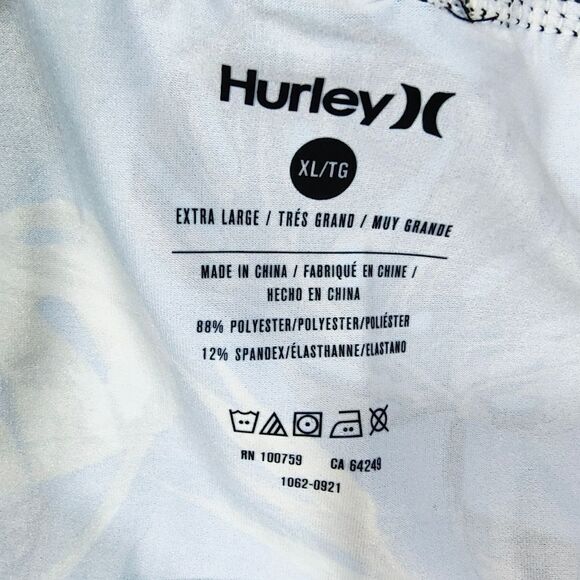 Hurley
XL/TG
EXTRA LARGE / TRÉS GRAND / MUY GRANDE
MADE IN CHINA / FABRIQUÉ EN CHINE /
HECHO EN CHINA
88% POLYESTER/POLYESTER/POLIÉSTER
12% SPANDEX/ÉLASTHANNE/ELASTANO
RN 100759 CA 64249
1062-0921